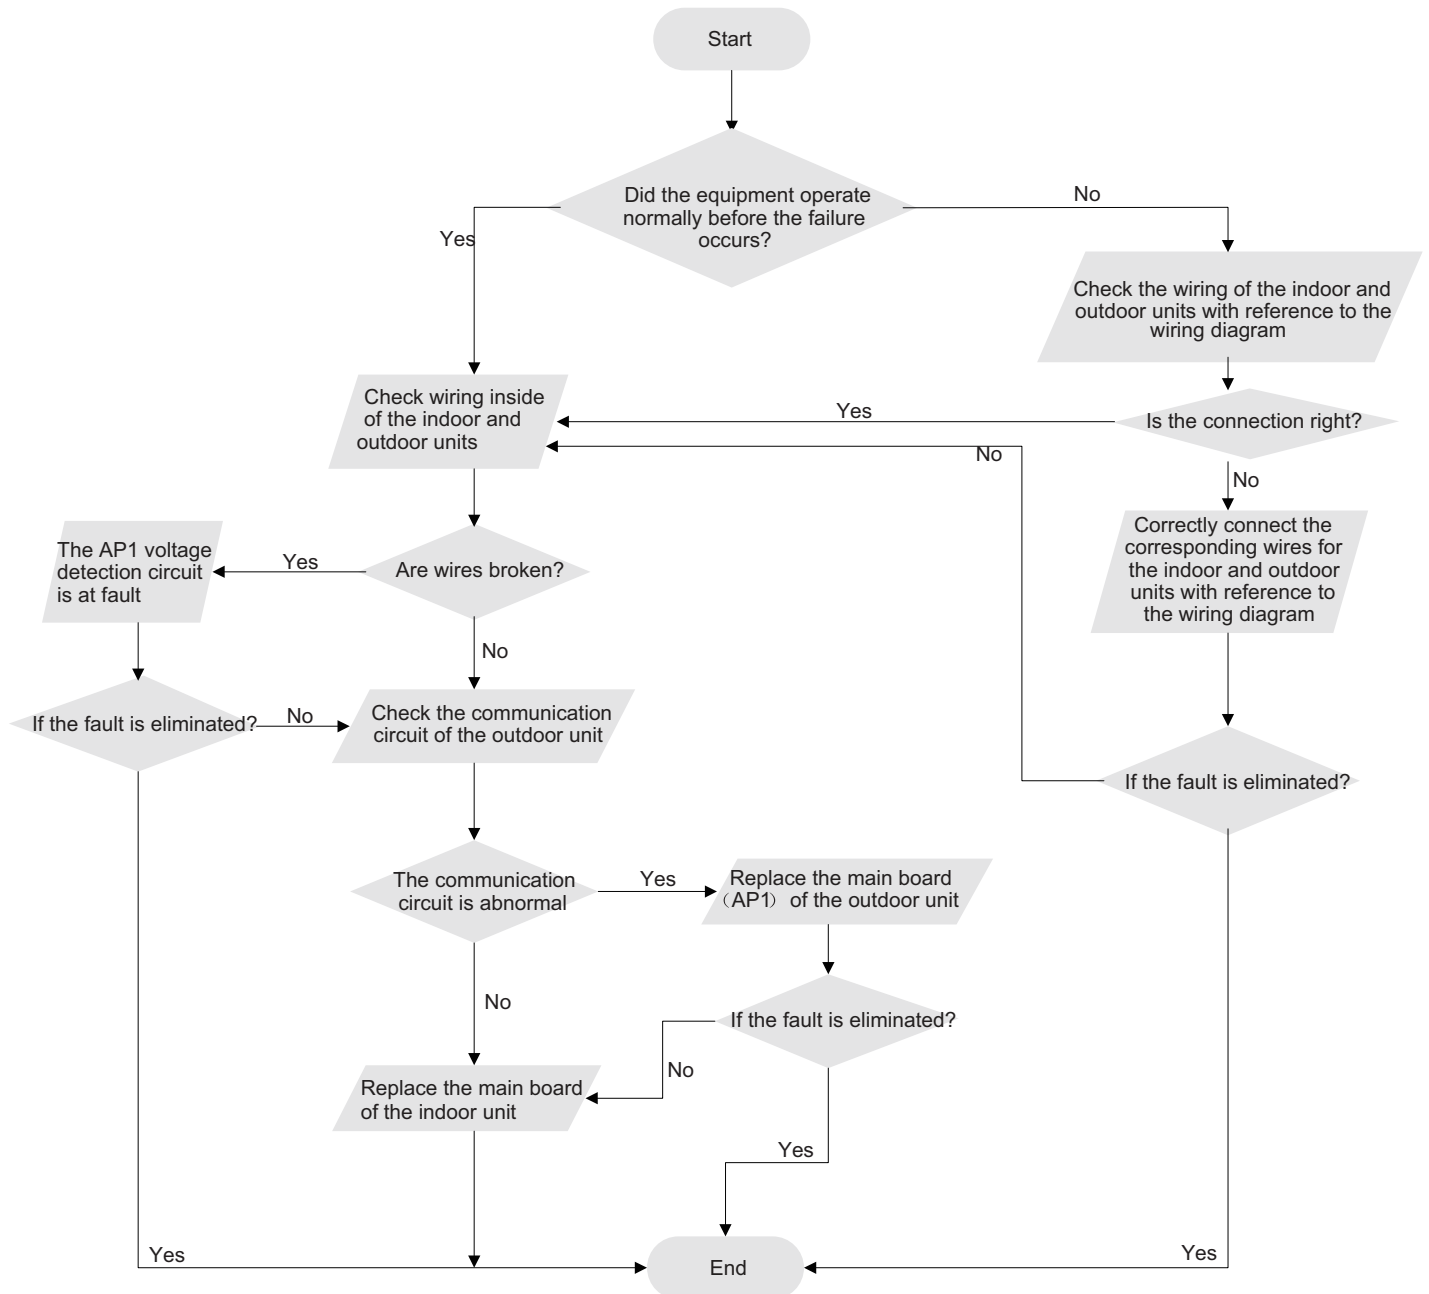 Start
Did the equipment operate
normally before the failure
occurs?
No
Yes
Check the wiring of the indoor and
outdoor units with reference to the
wiring diagram
Check wiring inside
of the indoor and
outdoor units
Yes
Is the connection right?
No
No
Correctly connect the
corresponding wires for
the indoor and outdoor
units with reference to
the wiring diagram
The AP1 voltage
detection circuit
is at fault
Yes
Are wires broken?
No
If the fault is eliminated?
No
Check the communication
circuit of the outdoor unit
If the fault is eliminated?
The communication
circuit is abnormal
Yes
Replace the main board
（AP1） of the outdoor unit
No
If the fault is eliminated?
No
Replace the main board
of the indoor unit
Yes
Yes
End
Yes